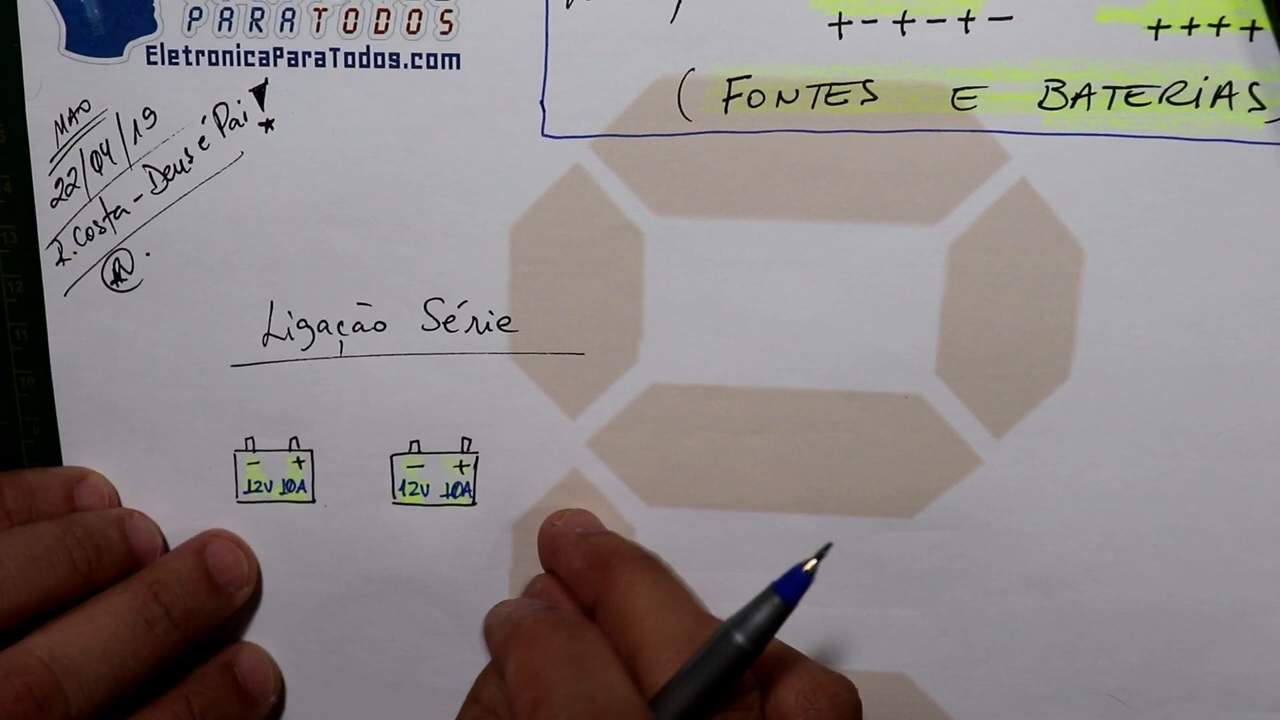 PARATODOS
EletronicaParaTodos.com
+-+-+-
++++
(FONTES E BATERIAS)
MAO
22/04/19
I. Costa - Deus é Pai!
Ligação Série
- +
12V 10A
- +
12V 10A